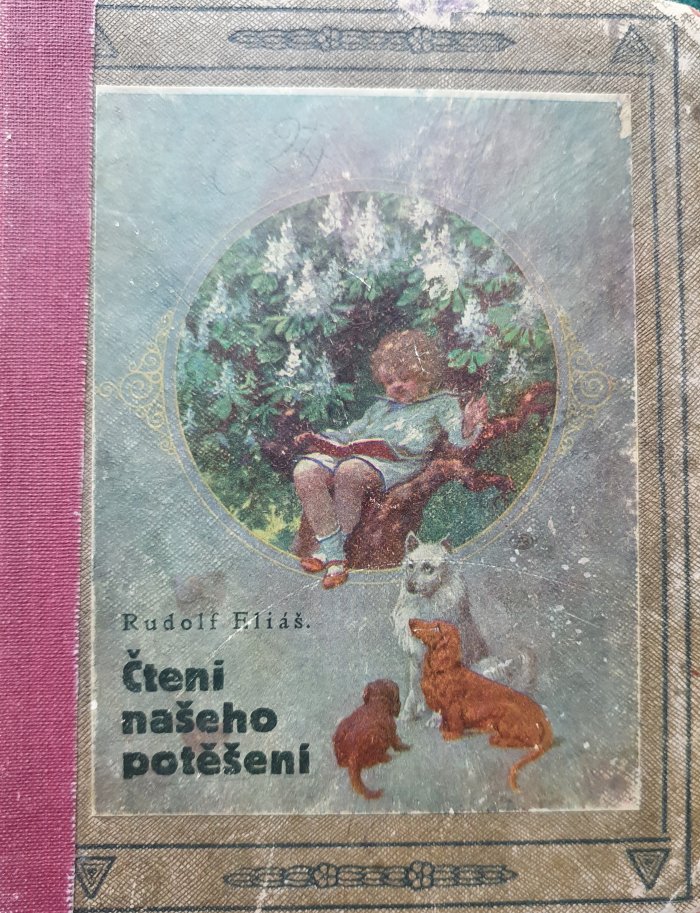 Rudolf Eliáš.
Čtení
našeho
potěšení